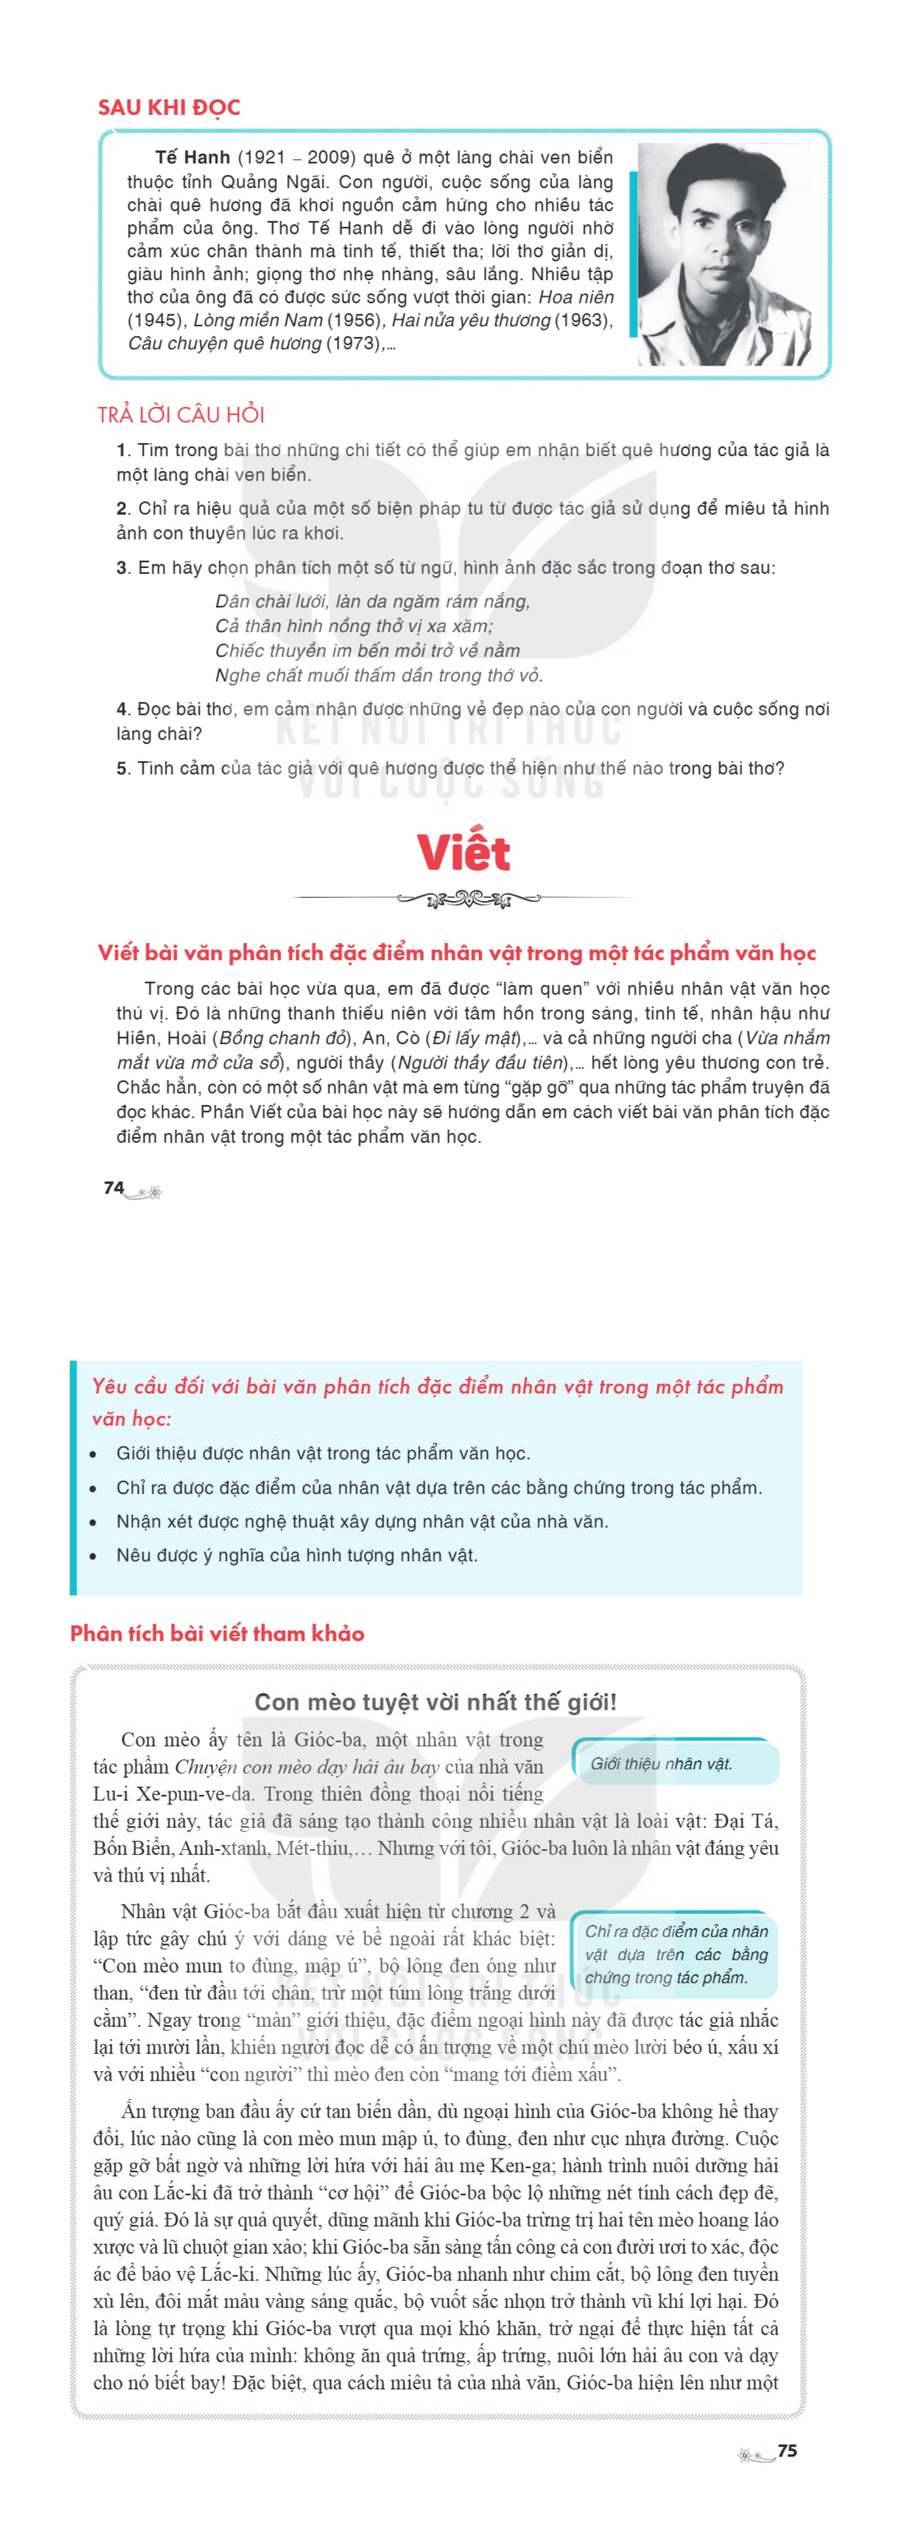 SAU KHI ĐỌC
Tế Hanh (1921 – 2009) quê ở một làng chài ven biển
thuộc tỉnh Quảng Ngãi. Con người, cuộc sống của làng
chài quê hương đã khơi nguồn cảm hứng cho nhiều tác
phẩm của ông. Thơ Tế Hanh dễ đi vào lòng người nhờ
cảm xúc chân thành mà tinh tế, thiết tha; lời thơ giản dị,
giàu hình ảnh; giọng thơ nhẹ nhàng, sâu lắng. Nhiều tập
thơ của ông đã có được sức sống vượt thời gian: Hoa niên
(1945), Lòng miền Nam (1956), Hai nửa yêu thương (1963),
Câu chuyện quê hương (1973),...
TRẢ LỜI CÂU HỎI
1. Tìm trong bài thơ những chi tiết có thể giúp em nhận biết quê hương của tác giả là
một làng chài ven biển.
2. Chỉ ra hiệu quả của một số biện pháp tu từ được tác giả sử dụng để miêu tả hình
ảnh con thuyền lúc ra khơi.
3. Em hãy chọn phân tích một số từ ngữ, hình ảnh đặc sắc trong đoạn thơ sau:
Dân chài lưới, làn da ngăm rám nắng,
Cả thân hình nồng thở vị xa xăm;
Chiếc thuyền im bến mỏi trở về nằm
Nghe chất muối thấm dần trong thớ vỏ.
4. Đọc bài thơ, em cảm nhận được những vẻ đẹp nào của con người và cuộc sống nơi
làng chài?
5. Tình cảm của tác giả với quê hương được thể hiện như thế nào trong bài thơ?
KẾT NỐI TRI THỨC
VỚI CUỘC SỐNG
Viết
Viết bài văn phân tích đặc điểm nhân vật trong một tác phẩm văn học
Trong các bài học vừa qua, em đã được “làm quen” với nhiều nhân vật văn học
thú vị. Đó là những thanh thiếu niên với tâm hồn trong sáng, tinh tế, nhân hậu như
Hiên, Hoài (Bồng chanh đỏ), An, Cò (Đi lấy mật),... và cả những người cha (Vừa nhắm
mắt vừa mở cửa sổ), người thầy (Người thầy đầu tiên),... hết lòng yêu thương con trẻ.
Chắc hẳn, còn có một số nhân vật mà em từng “gặp gỡ” qua những tác phẩm truyện đã
đọc khác. Phần Viết của bài học này sẽ hướng dẫn em cách viết bài văn phân tích đặc
điểm nhân vật trong một tác phẩm văn học.
74
Yêu cầu đối với bài văn phân tích đặc điểm nhân vật trong một tác phẩm
văn học:
• Giới thiệu được nhân vật trong tác phẩm văn học.
• Chỉ ra được đặc điểm của nhân vật dựa trên các bằng chứng trong tác phẩm.
• Nhận xét được nghệ thuật xây dựng nhân vật của nhà văn.
• Nêu được ý nghĩa của hình tượng nhân vật.
Phân tích bài viết tham khảo
Con mèo tuyệt vời nhất thế giới!
Con mèo ấy tên là Gióc-ba, một nhân vật trong
tác phẩm Chuyện con mèo dạy hải âu bay của nhà văn
Lu-i Xe-pun-ve-da. Trong thiên đồng thoại nổi tiếng
thế giới này, tác giả đã sáng tạo thành công nhiều nhân vật là loài vật: Đại Tá,
Bốn Biển, Anh-xtanh, Mét-thiu,… Nhưng với tôi, Gióc-ba luôn là nhân vật đáng yêu
và thú vị nhất.
Giới thiệu nhân vật.
Nhân vật Gióc-ba bắt đầu xuất hiện từ chương 2 và
lập tức gây chú ý với dáng vẻ bề ngoài rất khác biệt:
“Con mèo mun to đùng, mập ú”, bộ lông đen óng như
than, “đen từ đầu tới chân, trừ một túm lông trắng dưới
cằm”. Ngay trong “màn” giới thiệu, đặc điểm ngoại hình này đã được tác giả nhắc
lại tới mười lần, khiến người đọc dễ có ấn tượng về một chú mèo lười béo ú, xấu xí
và với nhiều “con người” thì mèo đen còn “mang tới điềm xấu”.
Chỉ ra đặc điểm của nhân
vật dựa trên các bằng
chứng trong tác phẩm.
KẾT NỐI TRI THỨC
VỚI CUỘC SỐNG
Ấn tượng ban đầu ấy cứ tan biến dần, dù ngoại hình của Gióc-ba không hề thay
đổi, lúc nào cũng là con mèo mun mập ú, to đùng, đen như cục nhựa đường. Cuộc
gặp gỡ bất ngờ và những lời hứa với hải âu mẹ Ken-ga; hành trình nuôi dưỡng hải
âu con Lắc-ki đã trở thành “cơ hội” để Gióc-ba bộc lộ những nét tính cách đẹp đẽ,
quý giá. Đó là sự quả quyết, dũng mãnh khi Gióc-ba trừng trị hai tên mèo hoang láo
xược và lũ chuột gian xảo; khi Gióc-ba sẵn sàng tấn công cả con đười ươi to xác, độc
ác để bảo vệ Lắc-ki. Những lúc ấy, Gióc-ba nhanh như chim cắt, bộ lông đen tuyền
xù lên, đôi mắt màu vàng sáng quắc, bộ vuốt sắc nhọn trở thành vũ khí lợi hại. Đó
là lòng tự trọng khi Gióc-ba vượt qua mọi khó khăn, trở ngại để thực hiện tất cả
những lời hứa của mình: không ăn quả trứng, ấp trứng, nuôi lớn hải âu con và dạy
cho nó biết bay! Đặc biệt, qua cách miêu tả của nhà văn, Gióc-ba hiện lên như một
75